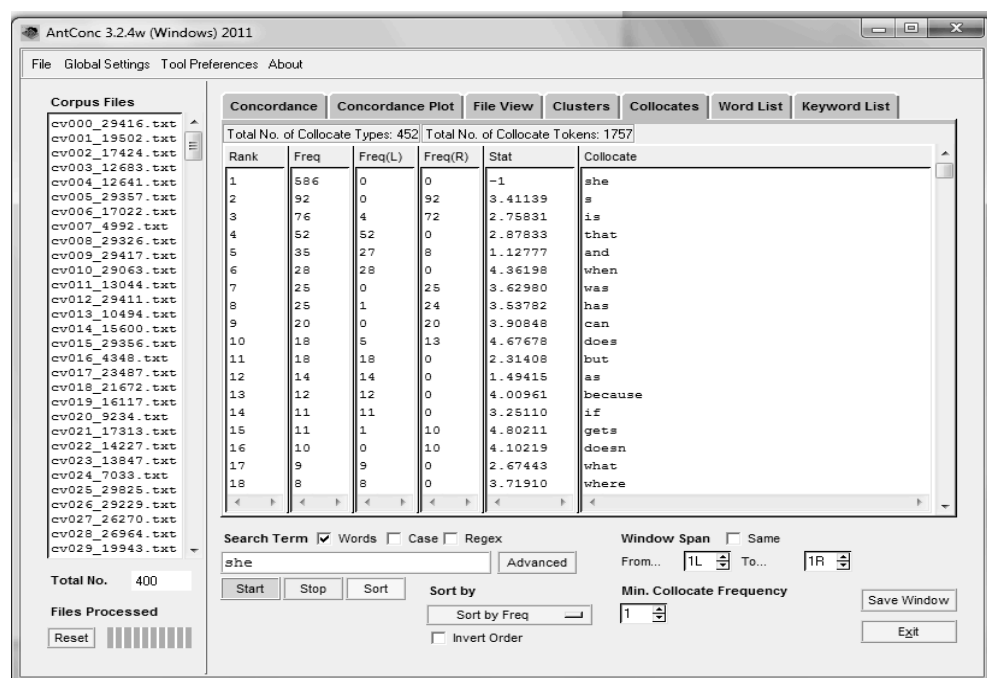 AntConc 3.2.4w (Windows) 2011
File Global Settings Tool Preferences About
Corpus Files
cv000_29416.txt
cv001_19502.txt
cv002_17424.txt
cv003_12683.txt
cv004_12641.txt
cv005_29357.txt
cv006_17022.txt
cv007_4992.txt
cv008_29326.txt
cv009_29417.txt
cv010_29063.txt
cv011_13044.txt
cv012_29411.txt
cv013_10494.txt
cv014_15600.txt
cv015_29356.txt
cv016_4348.txt
cv017_23487.txt
cv018_21672.txt
cv019_16117.txt
cv020_9234.txt
cv021_17313.txt
cv022_14227.txt
cv023_13847.txt
cv024_7033.txt
cv025_29825.txt
cv026_29229.txt
cv027_26270.txt
cv028_26964.txt
cv029_19943.txt
Total No. 400
Files Processed
Reset
Concordance Concordance Plot File View Clusters Collocates Word List Keyword List
Total No. of Collocate Types: 452 Total No. of Collocate Tokens: 1757
Rank Freq Freq(L) Freq(R) Stat Collocate
1 586 0 0 -1 she
2 92 0 92 3.41139 s
3 76 4 72 2.75831 is
4 52 52 0 2.87833 that
5 35 27 8 1.12777 and
6 28 28 0 4.36198 when
7 25 0 25 3.62980 was
8 25 1 24 3.53782 has
9 20 0 20 3.90848 can
10 18 5 13 4.67678 does
11 18 18 0 2.31408 but
12 14 14 0 1.49415 as
13 12 12 0 4.00961 because
14 11 11 0 3.25110 if
15 11 1 10 4.80211 gets
16 10 0 10 4.10219 doesn
17 9 9 0 2.67443 what
18 8 8 0 3.71910 where
Search Term Words Case Regex
she Advanced
Start Stop Sort
Sort by
Sort by Freq
Invert Order
Window Span Same
From... 1L To... 1R
Min. Collocate Frequency
1
Save Window
Exit